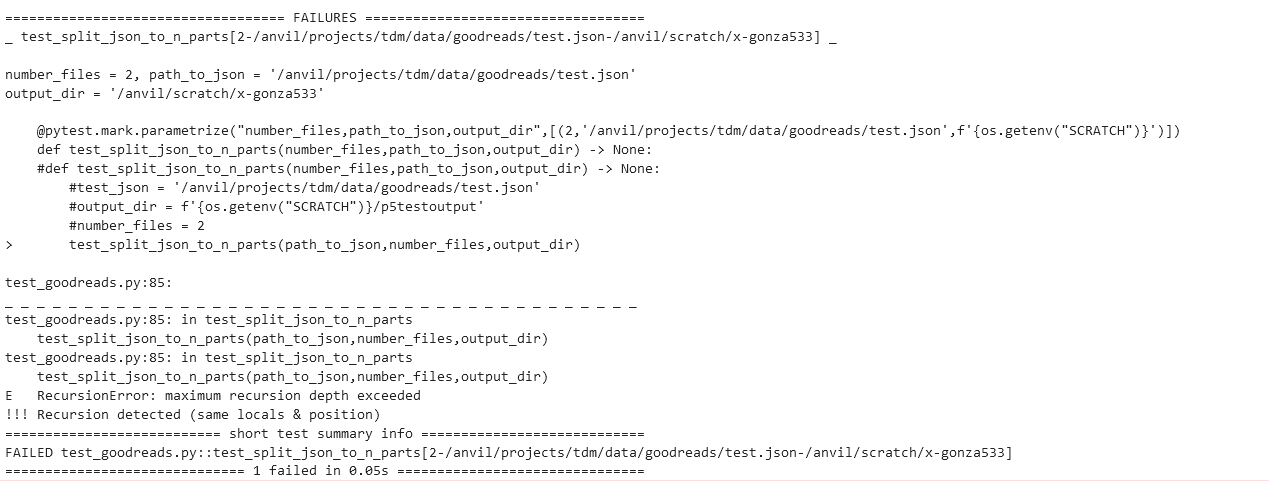 =================================== FAILURES ===================================
_ test_split_json_to_n_parts[2-/anvil/projects/tdm/data/goodreads/test.json-/anvil/scratch/x-gonza533] _

number_files = 2, path_to_json = '/anvil/projects/tdm/data/goodreads/test.json'
output_dir = '/anvil/scratch/x-gonza533'

    @pytest.mark.parametrize("number_files,path_to_json,output_dir",[(2,'/anvil/projects/tdm/data/goodreads/test.json',f'{os.getenv("SCRATCH")}')])
    def test_split_json_to_n_parts(number_files,path_to_json,output_dir) -> None:
    #def test_split_json_to_n_parts(number_files,path_to_json,output_dir) -> None:
        #test_json = '/anvil/projects/tdm/data/goodreads/test.json'
        #output_dir = f'{os.getenv("SCRATCH")}/p5testoutput'
        #number_files = 2
>       test_split_json_to_n_parts(path_to_json,number_files,output_dir)

test_goodreads.py:85:
_ _ _ _ _ _ _ _ _ _ _ _ _ _ _ _ _ _ _ _ _ _ _ _ _ _ _ _ _ _ _ _ _ _ _ _ _ _ _ _
test_goodreads.py:85: in test_split_json_to_n_parts
    test_split_json_to_n_parts(path_to_json,number_files,output_dir)
test_goodreads.py:85: in test_split_json_to_n_parts
    test_split_json_to_n_parts(path_to_json,number_files,output_dir)
E   RecursionError: maximum recursion depth exceeded
!!! Recursion detected (same locals & position)
=========================== short test summary info ============================
FAILED test_goodreads.py::test_split_json_to_n_parts[2-/anvil/projects/tdm/data/goodreads/test.json-/anvil/scratch/x-gonza533]
============================== 1 failed in 0.05s ===============================